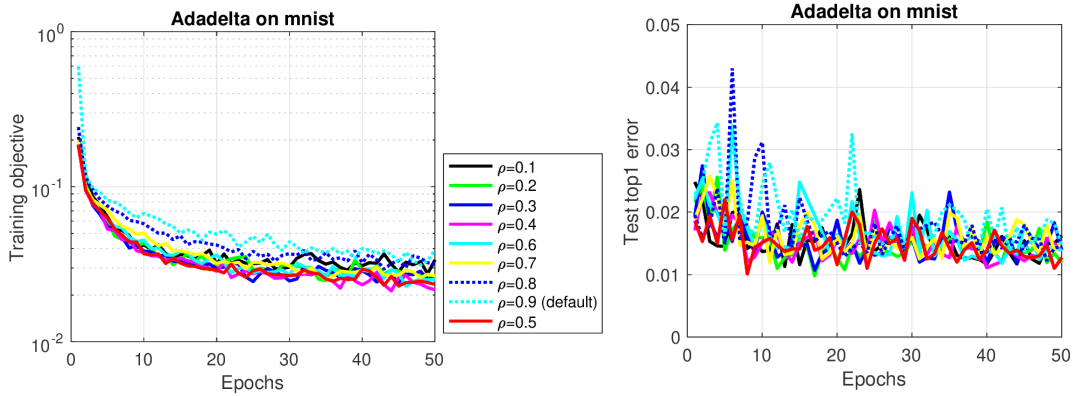 Adadelta on mnist
10^0
10^-1
10^-2
Training objective
0 10 20 30 40 50
Epochs
ρ=0.1
ρ=0.2
ρ=0.3
ρ=0.4
ρ=0.6
ρ=0.7
ρ=0.8
ρ=0.9 (default)
ρ=0.5
Adadelta on mnist
0.05
0.04
0.03
0.02
0.01
0
Test top1 error
0 10 20 30 40 50
Epochs